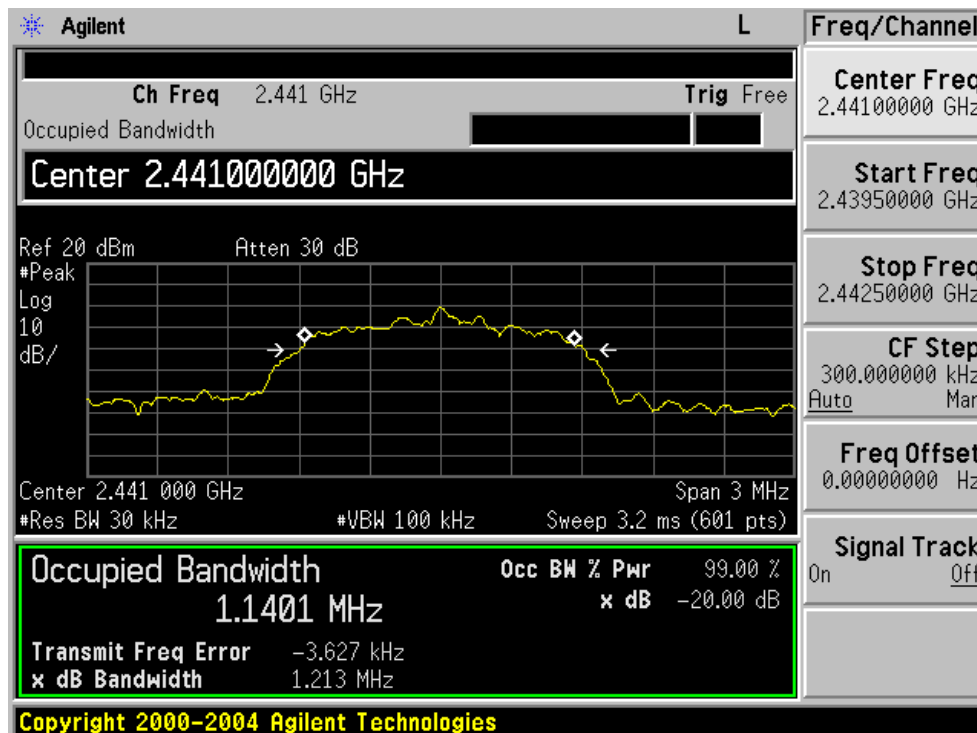 Agilent L Freq/Channel
Ch Freq 2.441 GHz Trig Free
Occupied Bandwidth
Center 2.441000000 GHz
Ref 20 dBm Atten 30 dB
#Peak
Log
10
dB/
Center 2.441 000 GHz Span 3 MHz
#Res BW 30 kHz #VBW 100 kHz Sweep 3.2 ms (601 pts)
Occupied Bandwidth
1.1401 MHz
Occ BW % Pwr 99.00 %
x dB -20.00 dB
Transmit Freq Error -3.627 kHz
x dB Bandwidth 1.213 MHz
Copyright 2000-2004 Agilent Technologies
Center Freq
2.44100000 GHz
Start Freq
2.43950000 GHz
Stop Freq
2.44250000 GHz
CF Step
300.000000 kHz
Auto Man
Freq Offset
0.00000000 Hz
Signal Track
On Off